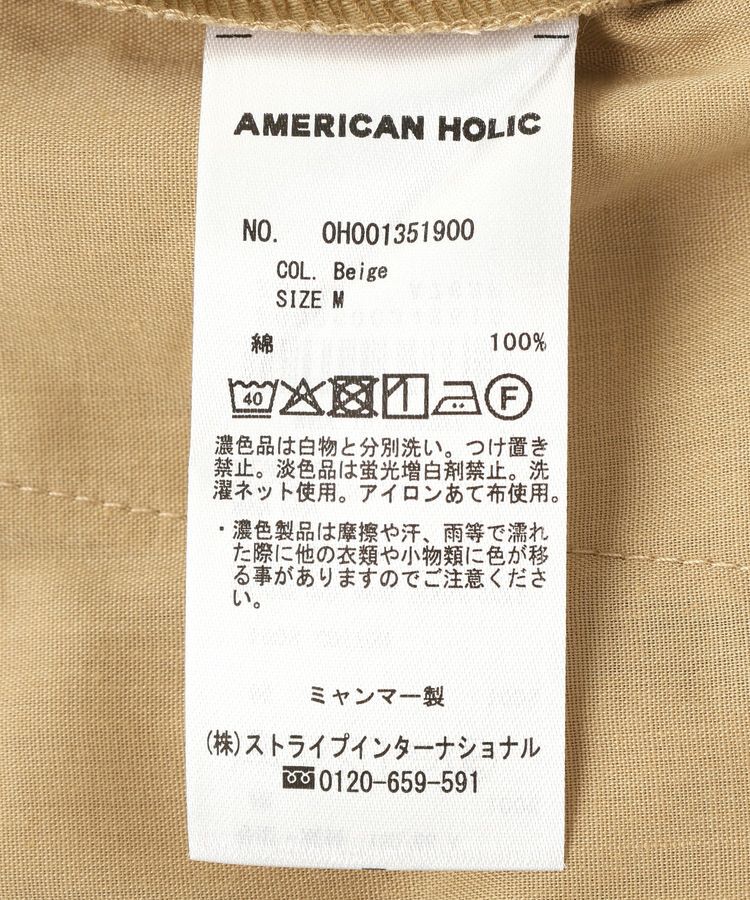 AMERICAN HOLIC
NO. OH001351900
COL. Beige
SIZE M
綿 100%
40 F
濃色品は白物と分別洗い。つけ置き
禁止。淡色品は蛍光増白剤禁止。洗
濯ネット使用。アイロンあて布使用。
・濃色製品は摩擦や汗、雨等で濡れ
た際に他の衣類や小物類に色が移
る事がありますのでご注意くださ
い。
ミャンマー製
(株)ストライプインターナショナル
0120-659-591